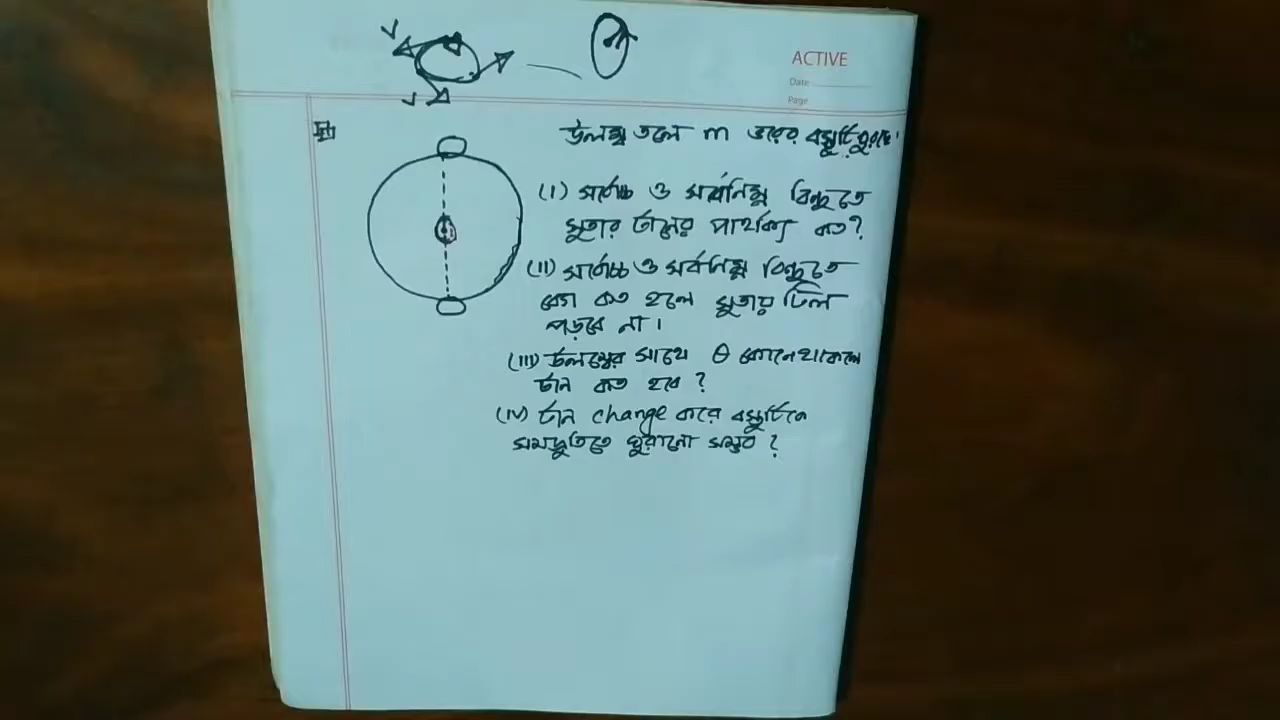 ACTIVE
Date
Page
উলম্ব তলে m ভরের বস্তুটি ঘুরছে।
(I) সর্বোচ্চ ও সর্বনিম্ন বিন্দুতে
সুতার টানের পার্থক্য কত?
(II) সর্বোচ্চ ও সর্বনিম্ন বিন্দুতে
বেগ কত হলে সুতায় ঢিল
পড়বে না।
(III) উলম্বের সাথে θ কোনে থাকলে
টান কত হবে?
(IV) টান change করে বস্তুটিকে
সমদ্রুতিতে ঘুরানো সম্ভব?